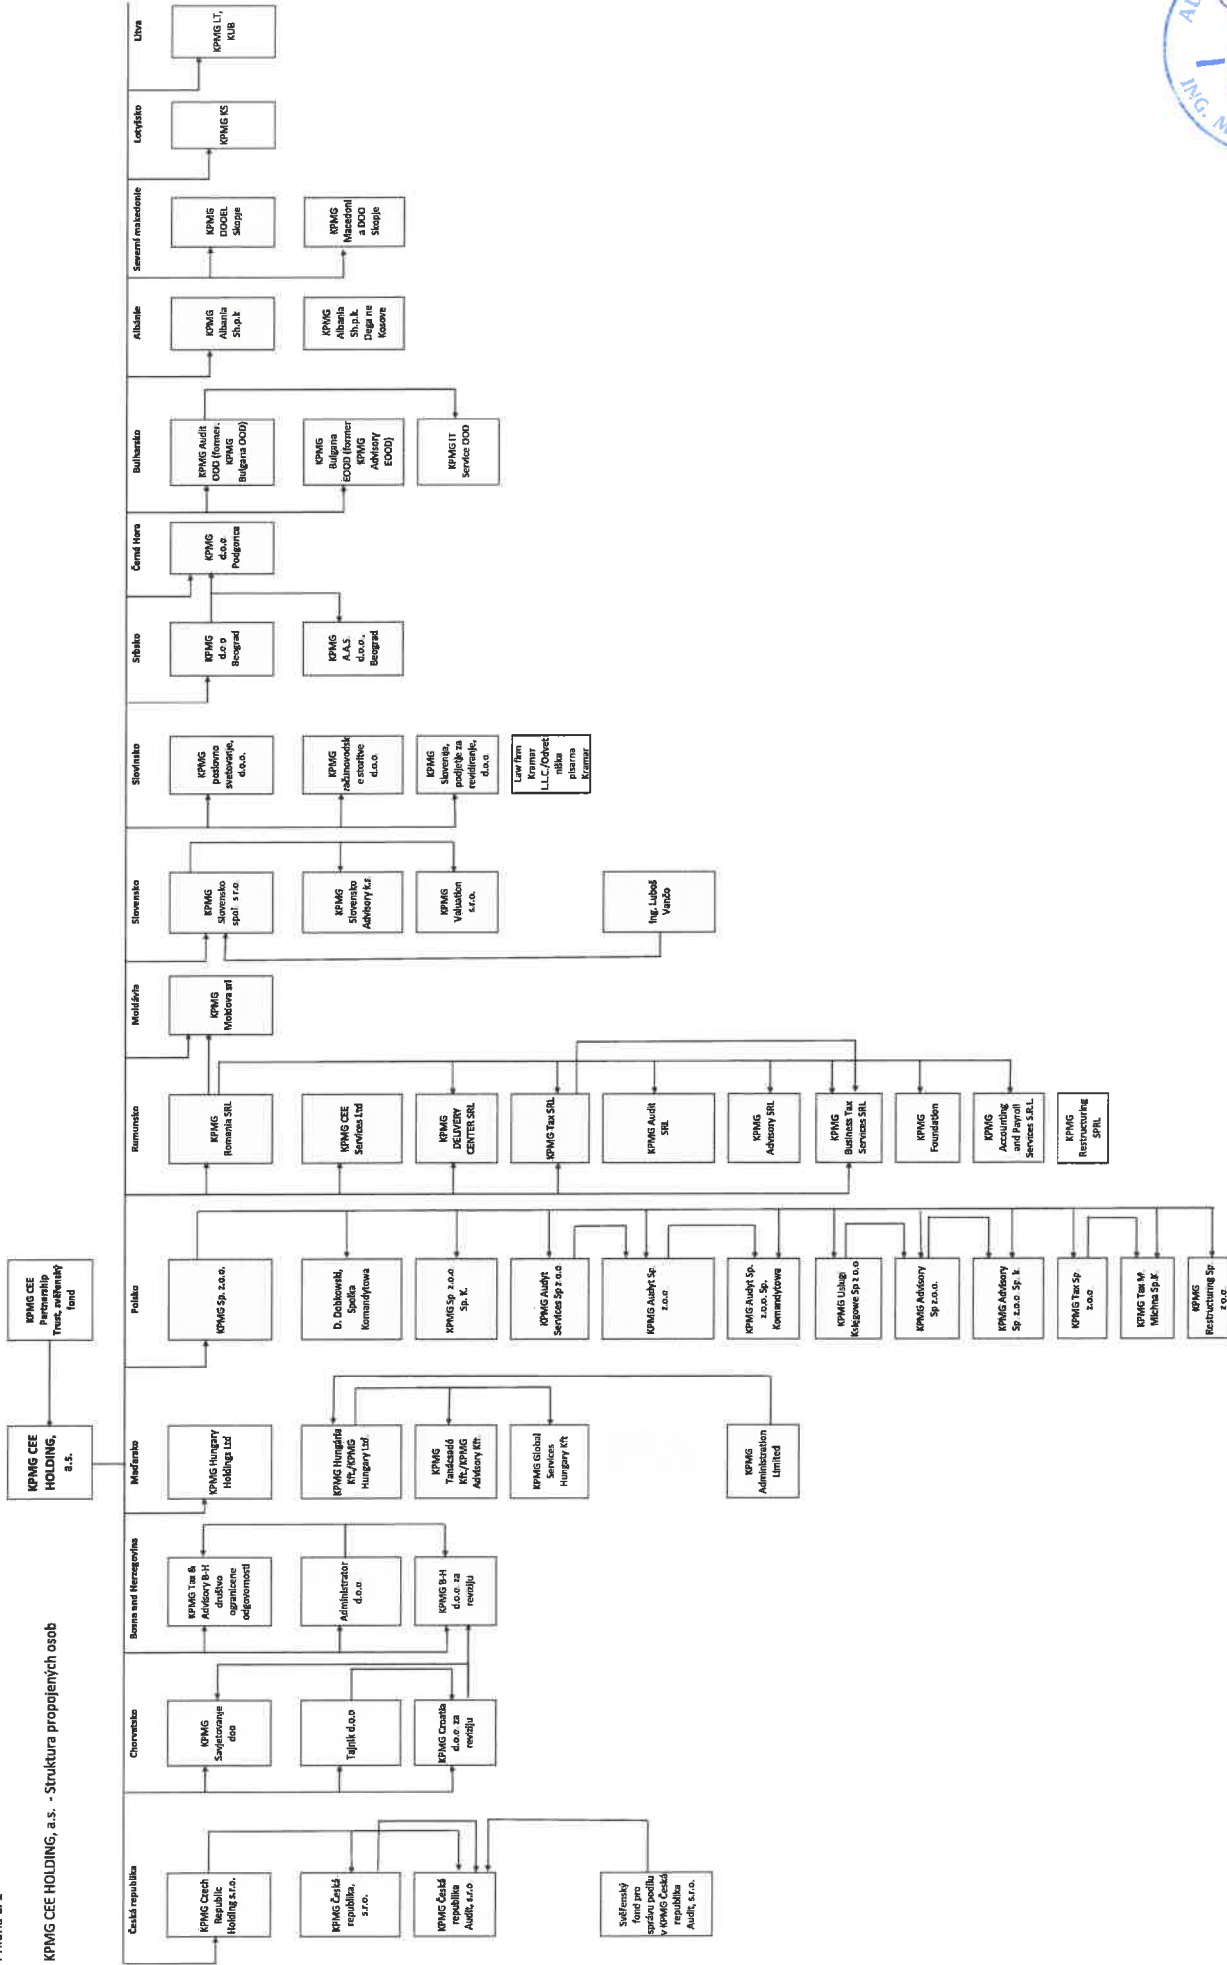 KPMG CEE HOLDING, a.s. - Struktura propojených osob
KPMG CEE
HOLDING,
a.s.
KPMG CEE
Partnership
Trust, svěřenský
fond
Česká republika
KPMG Czech
Republic
Holding s.r.o.
KPMG Česká
republika,
s.r.o.
KPMG Česká
republika
Audit, s.r.o
Svěřenský
fond pro
správu podílu
v KPMG Česká
republika
Audit, s.r.o.
Chorvatsko
KPMG
Savjetovanje
doo
Tajnik d.o.o
KPMG Croatia
d.o.o. za
reviziju
Bosna and Herzegovina
KPMG Tax &
Advisory B-H
društvo
ogranicene
odgovornosti
Administrator
d.o.o.
KPMG B-H
d.o.o. za
reviziju
Maďarsko
KPMG Hungary
Holdings Ltd
KPMG Hungária
Kft./KPMG
Hungary Ltd.
KPMG
Tanácsadó
Kft./KPMG
Advisory Kft.
KPMG Global
Services
Hungary Kft
KPMG
Administration
Limited
Polsko
KPMG Sp. z.o.o.
D. Dobkowski,
Spolka
Komandytowa
KPMG Sp z.o.o.
Sp. K.
KPMG Audyt
Services Sp z o.o
KPMG Audyt Sp.
z.o.o.
KPMG Audyt Sp.
z.o.o. Sp.
Komandytowa
KPMG Uslugi
Ksiegowe Sp z o.o
KPMG Advisory
Sp z.o.o.
KPMG Advisory
Sp z.o.o Sp. k
KPMG Tax Sp.
z.o.o
KPMG Tax M.
Michna Sp.K.
KPMG
Restructuring Sp.
z o.o.
Rumunsko
KPMG
Romania SRL
KPMG CEE
Services Ltd
KPMG
DELIVERY
CENTER SRL
KPMG Tax SRL
KPMG Audit
SRL
KPMG
Advisory SRL
KPMG
Business Tax
Services SRL
KPMG
Foundation
KPMG
Accounting
and Payroll
Services S.R.L.
KPMG
Restructuring
SPRL
Moldávie
KPMG
Moldova srl
Slovensko
KPMG
Slovensko
spol. s r.o.
KPMG
Slovensko
Advisory k.s.
KPMG
Valuation
s.r.o.
Ing. Luboš
Vančo
Slovinsko
KPMG
poslovno
svetovanje,
d.o.o.
KPMG
računovodsk
e storitve
d.o.o.
KPMG
Slovenija,
podjetje za
revidiranje,
d.o.o.
Law firm
Kramar
L.L.C./Odvet
niška
pisarna
Kramar
Srbsko
KPMG
d.o.o
Beograd
KPMG
A.A.S.
d.o.o.,
Beograd
Černá Hora
KPMG
d.o.o.
Podgorica
Bulharsko
KPMG Audit
OOD (former.
KPMG
Bulgaria OOD)
KPMG
Bulgaria
EOOD (former
KPMG
Advisory
EOOD)
KPMG IT
Service OOD
Albánie
KPMG
Albania
Sh.p.k
KPMG
Albania
Sh.p.k.
Dega ne
Kosove
Severní makedonie
KPMG
DOOEL
Skopje
KPMG
Macedoni
a DOO
Skopje
Lotyšsko
KPMG KS
Litva
KPMG LT,
KUB
ING. M